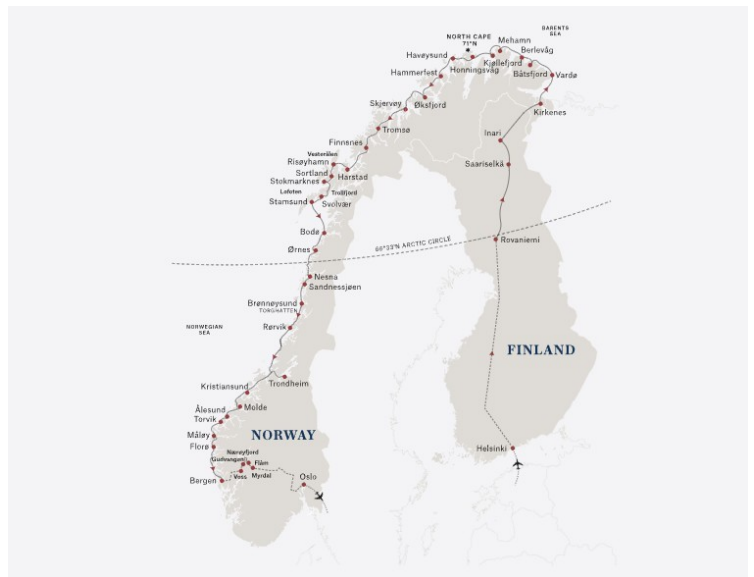 BARENTS
SEA
NORTH CAPE
71°N
Mehamn
Berlevåg
Havøysund
Kjøllefjord
Honningsvåg
Båtsfjord
Vardø
Hammerfest
Øksfjord
Skjervøy
Kirkenes
Tromsø
Inari
Finnsnes
Vesterålen
Risøyhamn
Saariselkä
Harstad
Sortland
Stokmarknes
Lofoten
Trollfjord
Stamsund
Svolvær
Bodø
66°33'N ARCTIC CIRCLE
Rovaniemi
Ørnes
Nesna
Sandnessjøen
Brønnøysund
TORGHATTEN
NORWEGIAN
SEA
Rørvik
FINLAND
Trondheim
Kristiansund
Ålesund
Molde
Torvik
Måløy
NORWAY
Florø
Nærøyfjord
Gudvangen
Flåm
Helsinki
Voss
Myrdal
Oslo
Bergen